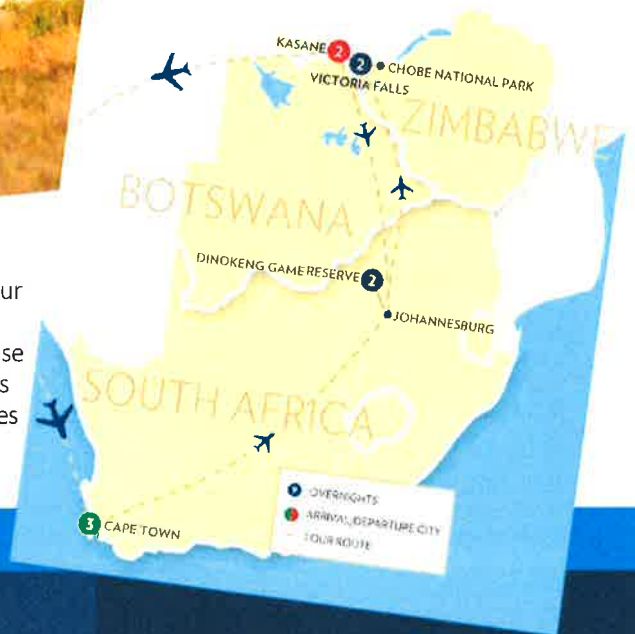 KASANE 2
2 CHOBE NATIONAL PARK
VICTORIA FALLS
ZIMBABWE
BOTSWANA
DINOKENG GAME RESERVE 2
JOHANNESBURG
ur
se
s
es
SOUTH AFRICA
3 CAPE TOWN
OVERNIGHTS
ARRIVAL/DEPARTURE CITY
TOUR ROUTE